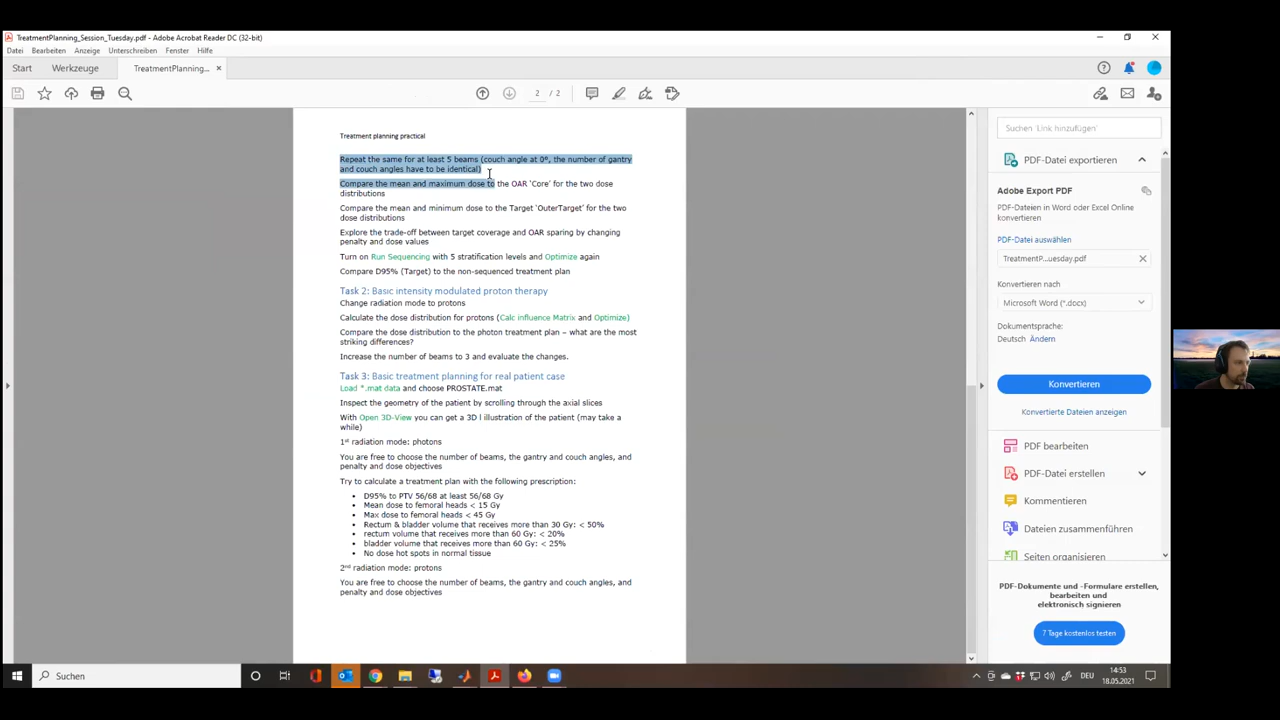 TreatmentPlanning_Session_Tuesday.pdf - Adobe Acrobat Reader DC (32-bit)
Datei Bearbeiten Anzeige Unterschreiben Fenster Hilfe
Start Werkzeuge TreatmentPlanning... ×
2 / 2
Treatment planning practical
Repeat the same for at least 5 beams (couch angle at 0º, the number of gantry
and couch angles have to be identical)
Compare the mean and maximum dose to the OAR 'Core' for the two dose
distributions
Compare the mean and minimum dose to the Target 'OuterTarget' for the two
dose distributions
Explore the trade-off between target coverage and OAR sparing by changing
penalty and dose values
Turn on Run Sequencing with 5 stratification levels and Optimize again
Compare D95% (Target) to the non-sequenced treatment plan
Task 2: Basic intensity modulated proton therapy
Change radiation mode to protons
Calculate the dose distribution for protons (Calc influence Matrix and Optimize)
Compare the dose distribution to the photon treatment plan – what are the most
striking differences?
Increase the number of beams to 3 and evaluate the changes.
Task 3: Basic treatment planning for real patient case
Load *.mat data and choose PROSTATE.mat
Inspect the geometry of the patient by scrolling through the axial slices
With Open 3D-View you can get a 3D l illustration of the patient (may take a
while)
1st radiation mode: photons
You are free to choose the number of beams, the gantry and couch angles, and
penalty and dose objectives
Try to calculate a treatment plan with the following prescription:
• D95% to PTV 56/68 at least 56/68 Gy
• Mean dose to femoral heads < 15 Gy
• Max dose to femoral heads < 45 Gy
• Rectum & bladder volume that receives more than 30 Gy: < 50%
• rectum volume that receives more than 60 Gy: < 20%
• bladder volume that receives more than 60 Gy: < 25%
• No dose hot spots in normal tissue
2nd radiation mode: protons
You are free to choose the number of beams, the gantry and couch angles, and
penalty and dose objectives
Suchen 'Link hinzufügen'
PDF-Datei exportieren
Adobe Export PDF
PDF-Dateien in Word oder Excel Online
konvertieren
PDF-Datei auswählen
TreatmentP...uesday.pdf
Konvertieren nach
Microsoft Word (*.docx)
Dokumentsprache:
Deutsch Ändern
Konvertieren
Konvertierte Dateien anzeigen
PDF bearbeiten
PDF-Datei erstellen
Kommentieren
Dateien zusammenführen
Seiten organisieren
PDF-Dokumente und -Formulare erstellen,
bearbeiten und
elektronisch signieren
7 Tage kostenlos testen
Suchen
DEU
14:53
18.05.2021